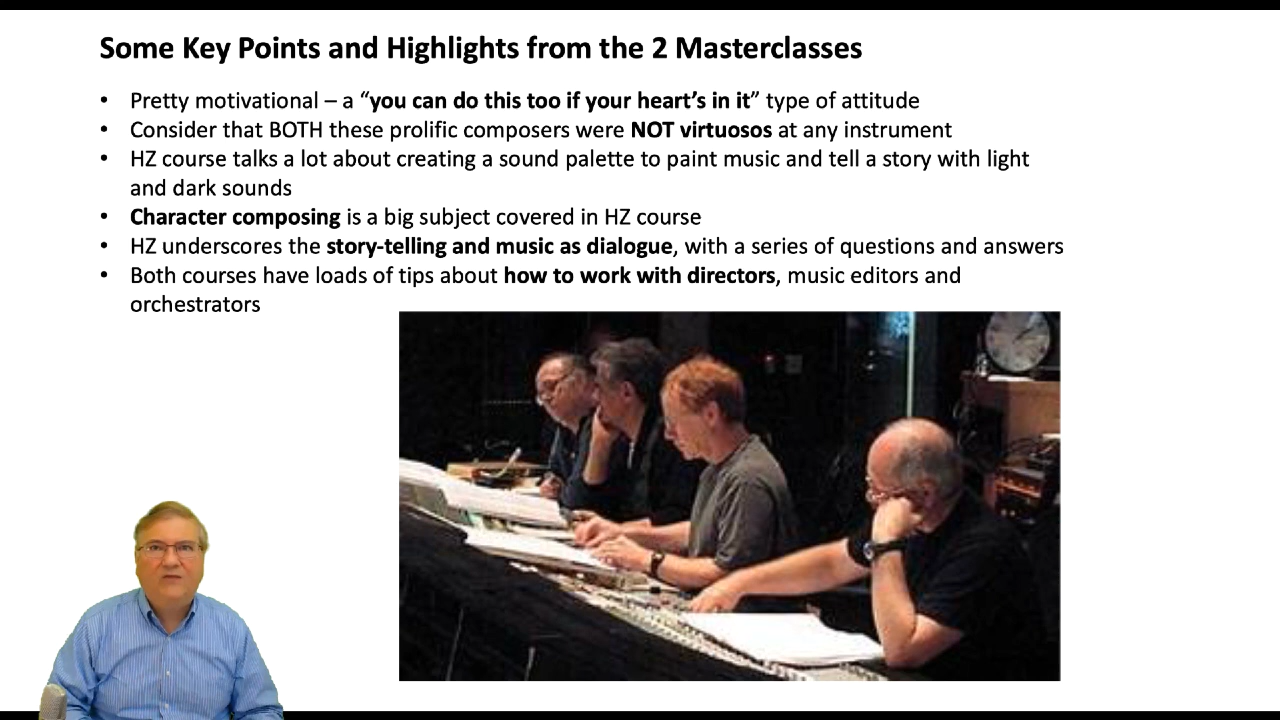 Some Key Points and Highlights from the 2 Masterclasses
• Pretty motivational – a “you can do this too if your heart’s in it” type of attitude
• Consider that BOTH these prolific composers were NOT virtuosos at any instrument
• HZ course talks a lot about creating a sound palette to paint music and tell a story with light
and dark sounds
• Character composing is a big subject covered in HZ course
• HZ underscores the story-telling and music as dialogue, with a series of questions and answers
• Both courses have loads of tips about how to work with directors, music editors and
orchestrators